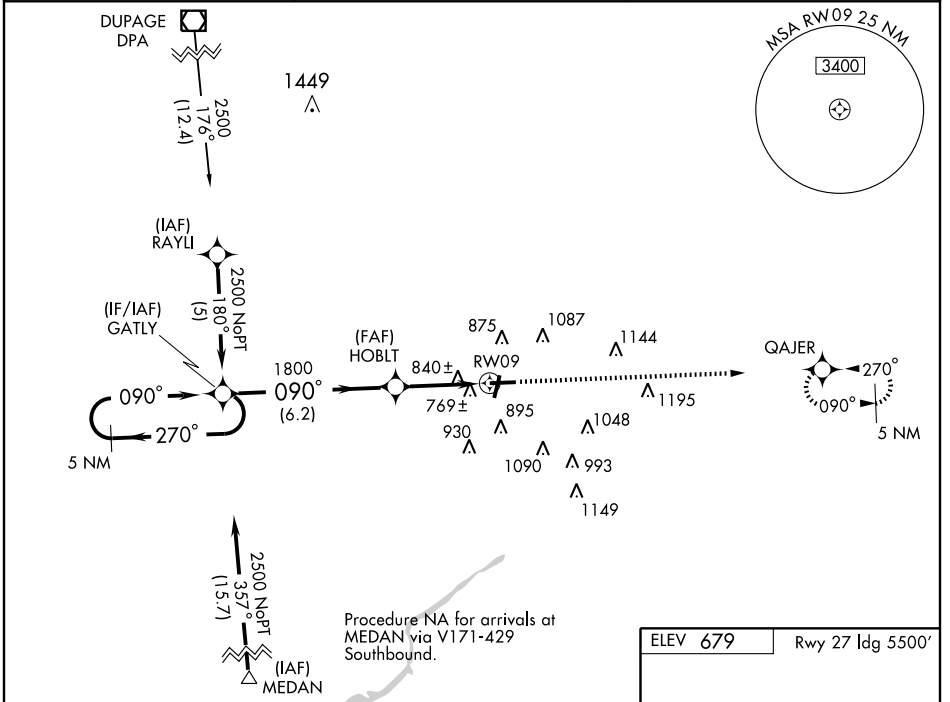 DUPAGE
DPA
MSA RW09 25 NM
3400
1449
2500
176°
(12.4)
(IAF)
RAYLI
2500 NoPT
180°
(5)
(IF/IAF)
GATLY
(FAF)
HOBLT
875
1087
1144
QAJER
1800
090°
(6.2)
840±
RW09
270°
090°
769±
1195
090°
270°
895
1048
5 NM
930
5 NM
1090
993
1149
2500 NoPT
357°
(15.7)
Procedure NA for arrivals at
MEDAN via V171-429
Southbound.
(IAF)
MEDAN
ELEV 679
Rwy 27 ldg 5500'